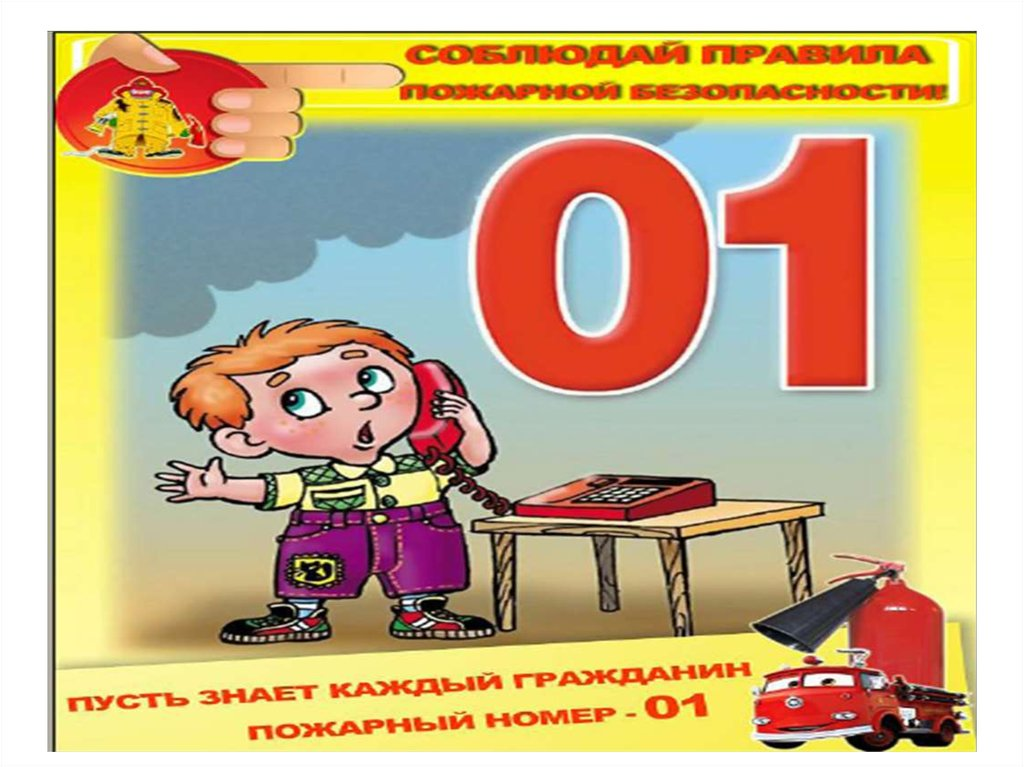 СОБЛЮДАЙ ПРАВИЛА
ПОЖАРНОЙ БЕЗОПАСНОСТИ!
01
ПУСТЬ ЗНАЕТ КАЖДЫЙ ГРАЖДАНИН
ПОЖАРНЫЙ НОМЕР - 01